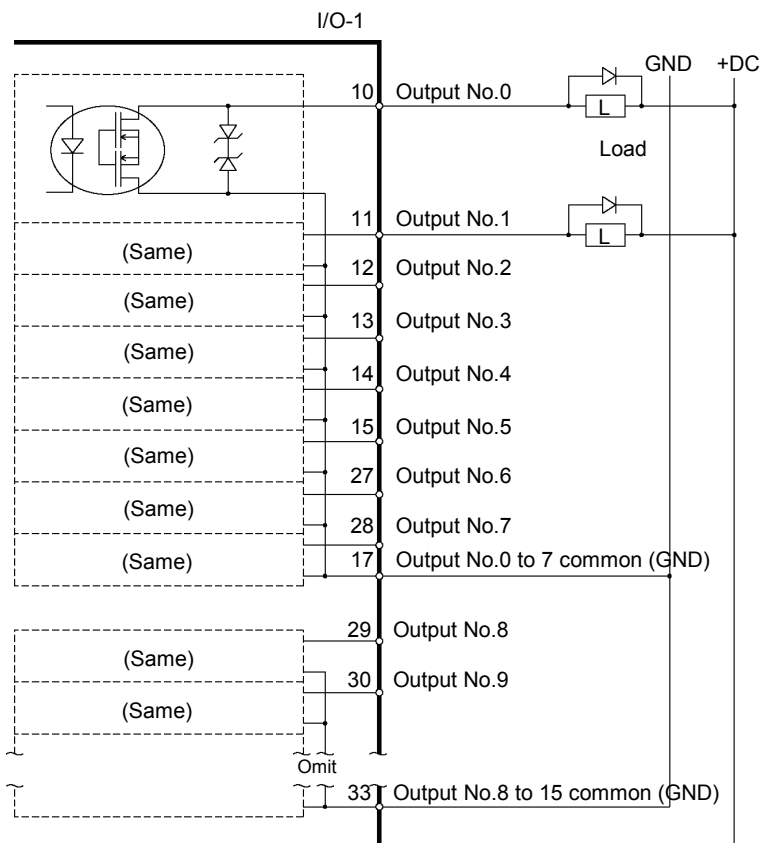 I/O-1
GND +DC
10 Output No.0
L
Load
11 Output No.1
L
(Same)
12 Output No.2
(Same)
13 Output No.3
(Same)
14 Output No.4
(Same)
15 Output No.5
(Same)
27 Output No.6
(Same)
28 Output No.7
(Same)
17 Output No.0 to 7 common (GND)
29 Output No.8
(Same)
30 Output No.9
(Same)
Omit
33 Output No.8 to 15 common (GND)